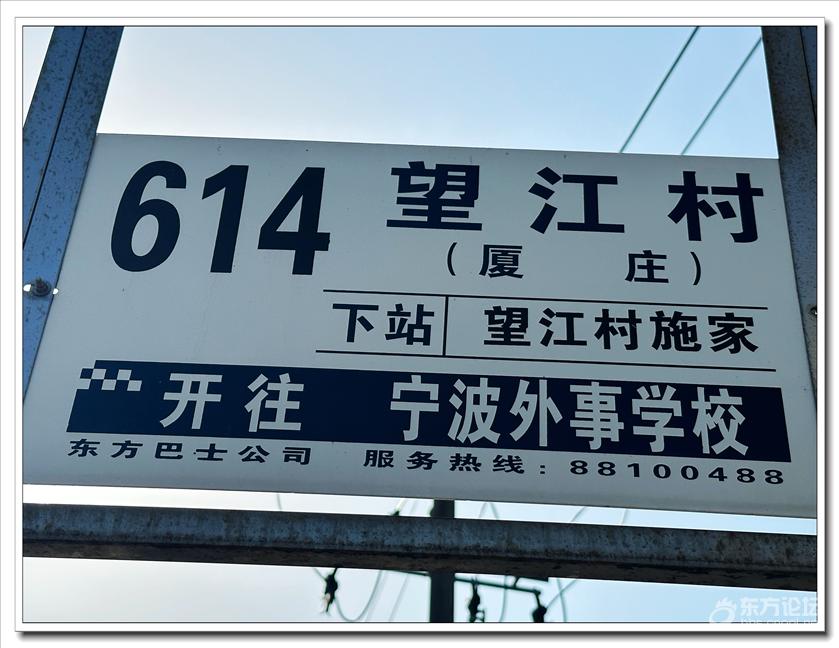 614 望江村
(厦 庄)
下站 望江村施家
开往 宁波外事学校
东方巴士公司 服务热线：88100488
东方论坛